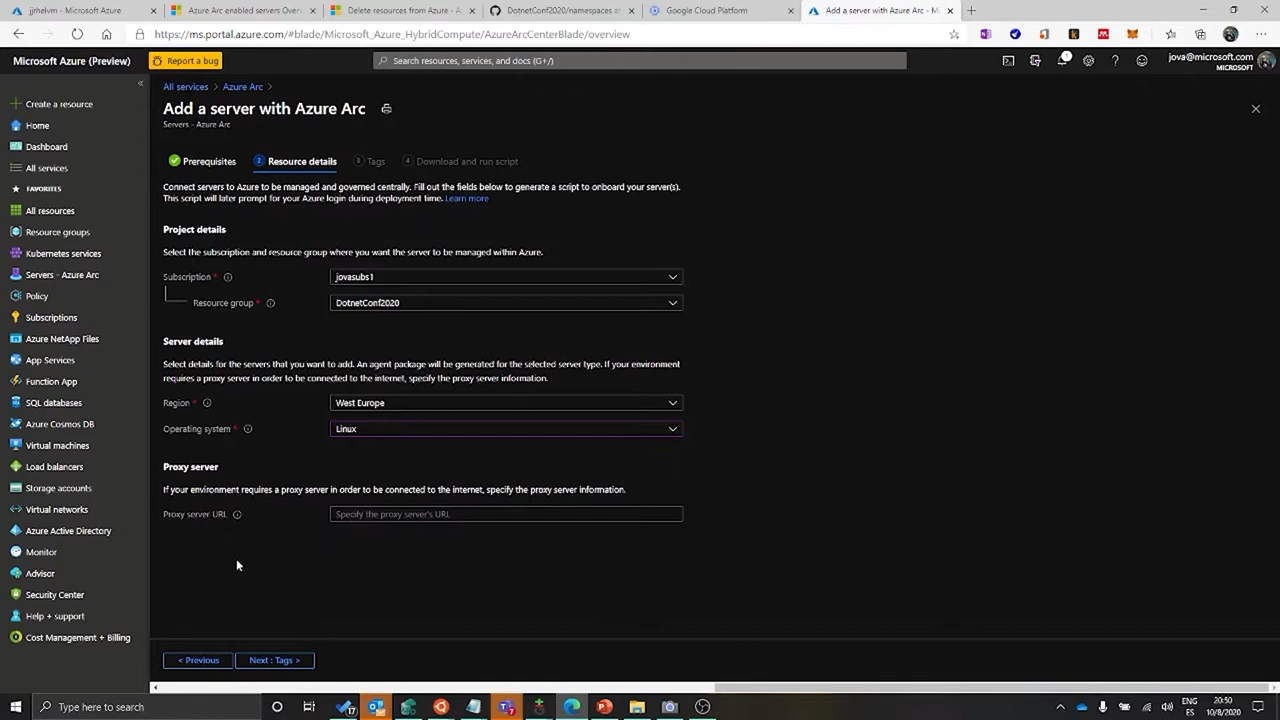 jjrhelvm - Microsoft Azure
Azure Arc enabled servers Over
Delete resources from Azure - A
DotnetConf2020/namespaces at
Google Cloud Platform
Add a server with Azure Arc - M
https://ms.portal.azure.com/#blade/Microsoft_Azure_HybridCompute/AzureArcCenterBlade/overview
Microsoft Azure (Preview)
Report a bug
Search resources, services, and docs (G+/)
1
jova@microsoft.com
MICROSOFT
Create a resource
Home
Dashboard
All services
FAVORITES
All resources
Resource groups
Kubernetes services
Servers - Azure Arc
Policy
Subscriptions
Azure NetApp Files
App Services
Function App
SQL databases
Azure Cosmos DB
Virtual machines
Load balancers
Storage accounts
Virtual networks
Azure Active Directory
Monitor
Advisor
Security Center
Help + support
Cost Management + Billing
All services > Azure Arc >
Add a server with Azure Arc
Servers - Azure Arc
Prerequisites 2 Resource details 3 Tags 4 Download and run script
Connect servers to Azure to be managed and governed centrally. Fill out the fields below to generate a script to onboard your server(s).
This script will later prompt for your Azure login during deployment time. Learn more
Project details
Select the subscription and resource group where you want the server to be managed within Azure.
Subscription * jovasubs1
Resource group * DotnetConf2020
Server details
Select details for the servers that you want to add. An agent package will be generated for the selected server type. If your environment
requires a proxy server in order to be connected to the internet, specify the proxy server information.
Region * West Europe
Operating system * Linux
Proxy server
If your environment requires a proxy server in order to be connected to the internet, specify the proxy server information.
Proxy server URL Specify the proxy server's URL
< Previous
Next : Tags >
Type here to search
17
7
ENG
ES
20:50
10/8/2020